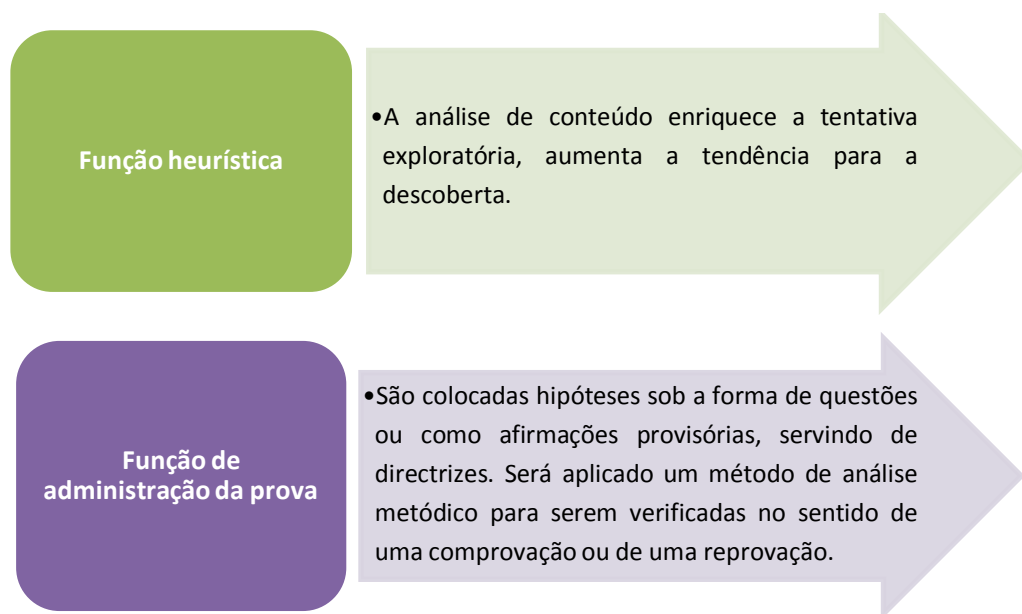 Função heurística
•A análise de conteúdo enriquece a tentativa
exploratória, aumenta a tendência para a
descoberta.
Função de
administração da prova
•São colocadas hipóteses sob a forma de questões
ou como afirmações provisórias, servindo de
directrizes. Será aplicado um método de análise
metódico para serem verificadas no sentido de
uma comprovação ou de uma reprovação.